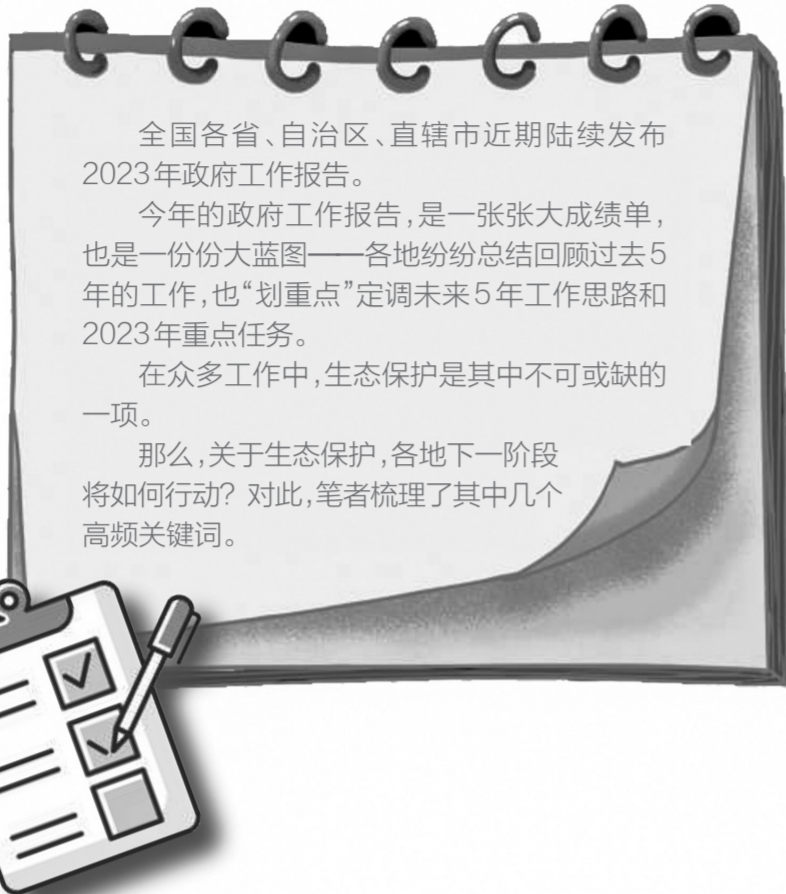 全国各省、自治区、直辖市近期陆续发布
2023年政府工作报告。
今年的政府工作报告,是一张张大成绩单,
也是一份份大蓝图——各地纷纷总结回顾过去5
年的工作,也“划重点”定调未来5年工作思路和
2023年重点任务。
在众多工作中,生态保护是其中不可或缺的
一项。
那么,关于生态保护,各地下一阶段
将如何行动?对此,笔者梳理了其中几个
高频关键词。